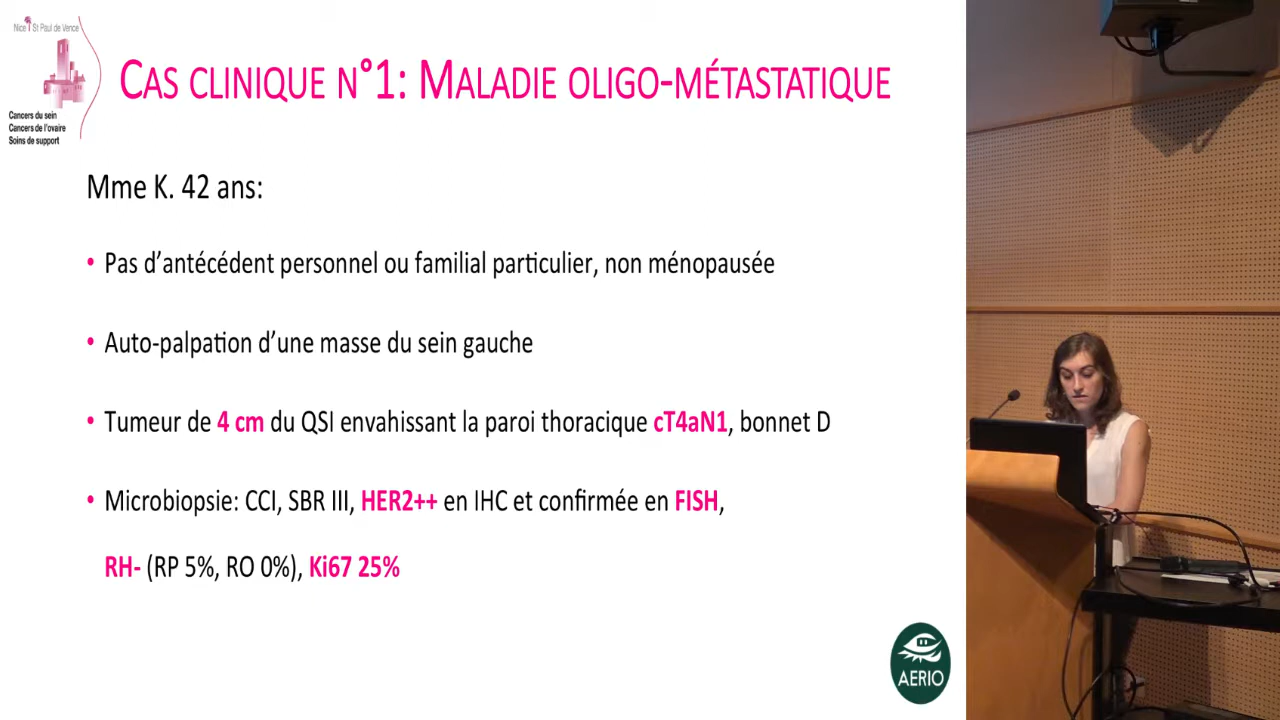 Nice St Paul de Vence
Cancers du sein
Cancers de l'ovaire
Soins de support
CAS CLINIQUE N°1: MALADIE OLIGO-MÉTASTATIQUE
Mme K. 42 ans:
• Pas d'antécédent personnel ou familial particulier, non ménopausée
• Auto-palpation d'une masse du sein gauche
• Tumeur de 4 cm du QSI envahissant la paroi thoracique cT4aN1, bonnet D
• Microbiopsie: CCI, SBR III, HER2++ en IHC et confirmée en FISH,
RH- (RP 5%, RO 0%), Ki67 25%
AERIO